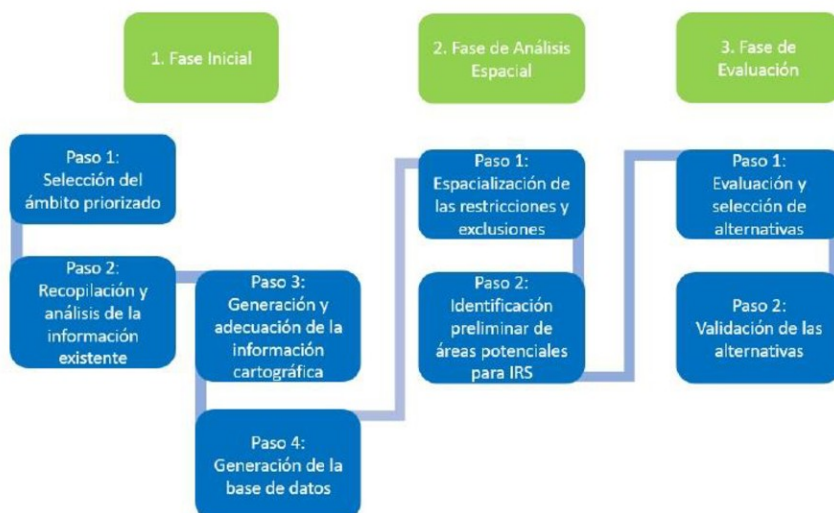 1. Fase Inicial
2. Fase de Análisis
Espacial
3. Fase de
Evaluación
Paso 1:
Selección del
ámbito priorizado
Paso 2:
Recopilación y
análisis de la
información
existente
Paso 3:
Generación y
adecuación de la
información
cartográfica
Paso 4:
Generación de la
base de datos
Paso 1:
Espacialización de
las restricciones y
exclusiones
Paso 2:
Identificación
preliminar de
áreas potenciales
para IRS
Paso 1:
Evaluación y
selección de
alternativas
Paso 2:
Validación de las
alternativas